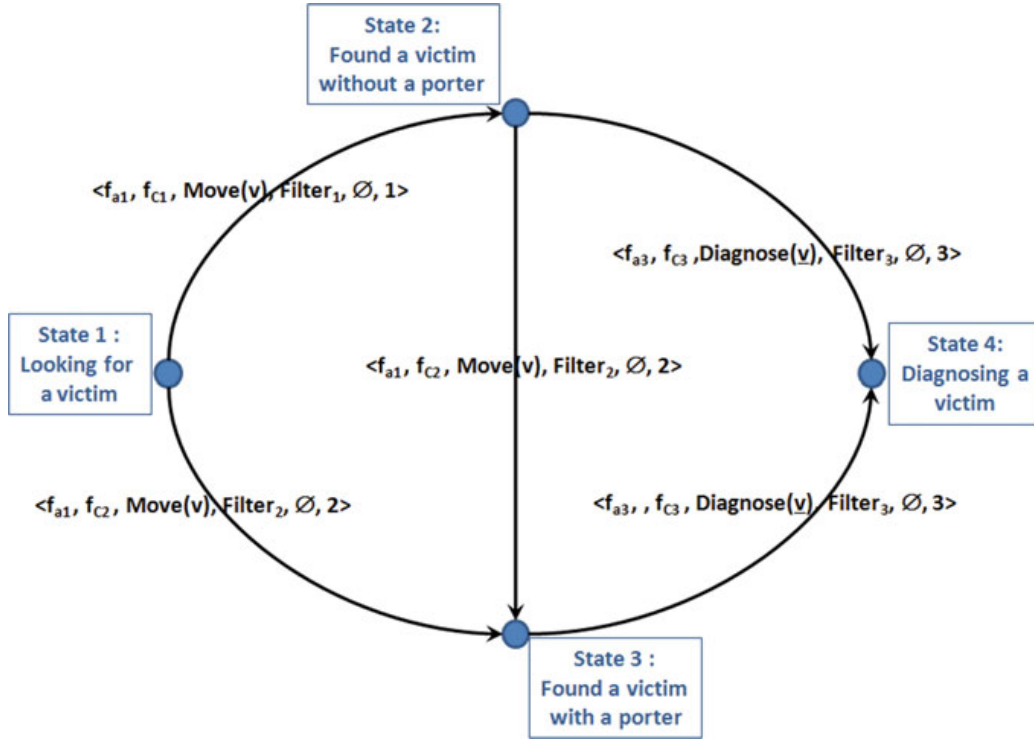 State 2:
Found a victim
without a porter
<fa1, fC1 , Move(v), Filter1, ∅, 1>
<fa3, fC3 ,Diagnose(v), Filter3, ∅, 3>
State 1 :
Looking for
a victim
<fa1, fC2 , Move(v), Filter2, ∅, 2>
State 4:
Diagnosing a
victim
<fa1, fC2 , Move(v), Filter2, ∅, 2>
<fa3, , fC3 , Diagnose(v), Filter3, ∅, 3>
State 3 :
Found a victim
with a porter